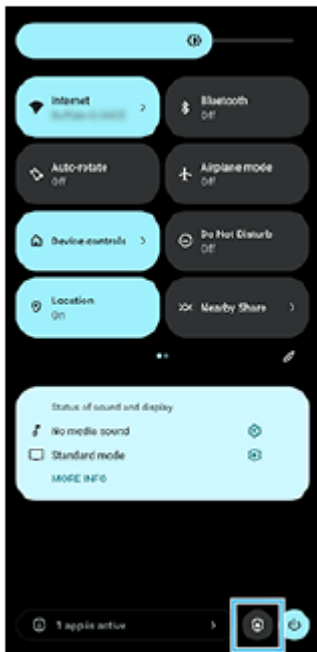 Internet
Bluetooth
Off
Auto-rotate
Off
Airplane mode
Off
Device controls
Do Not Disturb
Off
Location
On
Nearby Share
Status of sound and display
No media sound
Standard mode
MORE INFO
1 app is active